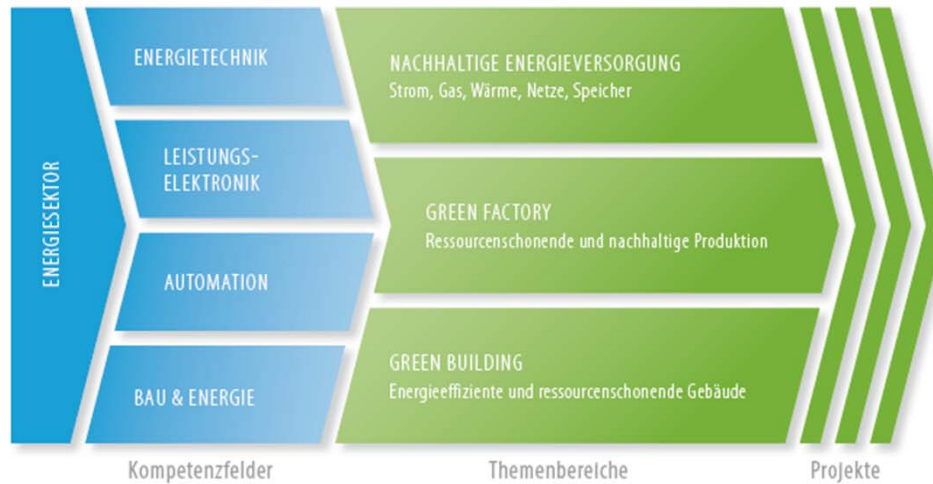 ENERGIESEKTOR
ENERGIETECHNIK
LEISTUNGS-
ELEKTRONIK
AUTOMATION
BAU & ENERGIE
NACHHALTIGE ENERGIEVERSORGUNG
Strom, Gas, Wärme, Netze, Speicher
GREEN FACTORY
Ressourcenschonende und nachhaltige Produktion
GREEN BUILDING
Energieeffiziente und ressourcenschonende Gebäude
Kompetenzfelder
Themenbereiche
Projekte